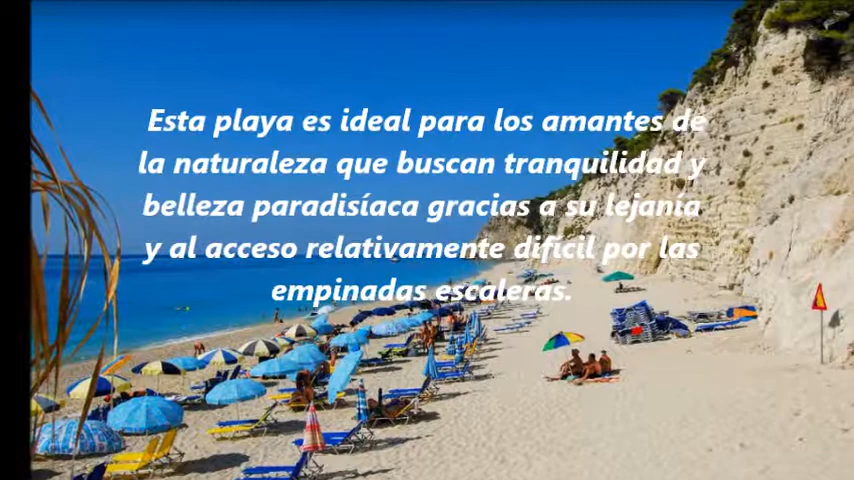 Esta playa es ideal para los amantes de
la naturaleza que buscan tranquilidad y
belleza paradisíaca gracias a su lejanía
y al acceso relativamente difícil por las
empinadas escaleras.